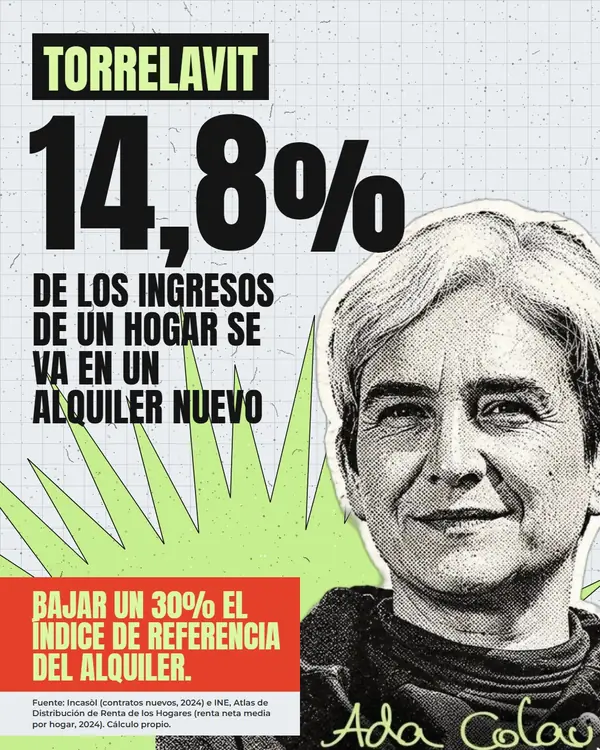 TORRELAVIT
14,8%
DE LOS INGRESOS
DE UN HOGAR SE
VA EN UN
ALQUILER NUEVO
BAJAR UN 30% EL
ÍNDICE DE REFERENCIA
DEL ALQUILER.
Fuente: Incasòl (contratos nuevos, 2024) e INE, Atlas de
Distribución de Renta de los Hogares (renta neta media
por hogar, 2024). Cálculo propio.
Ada Colau